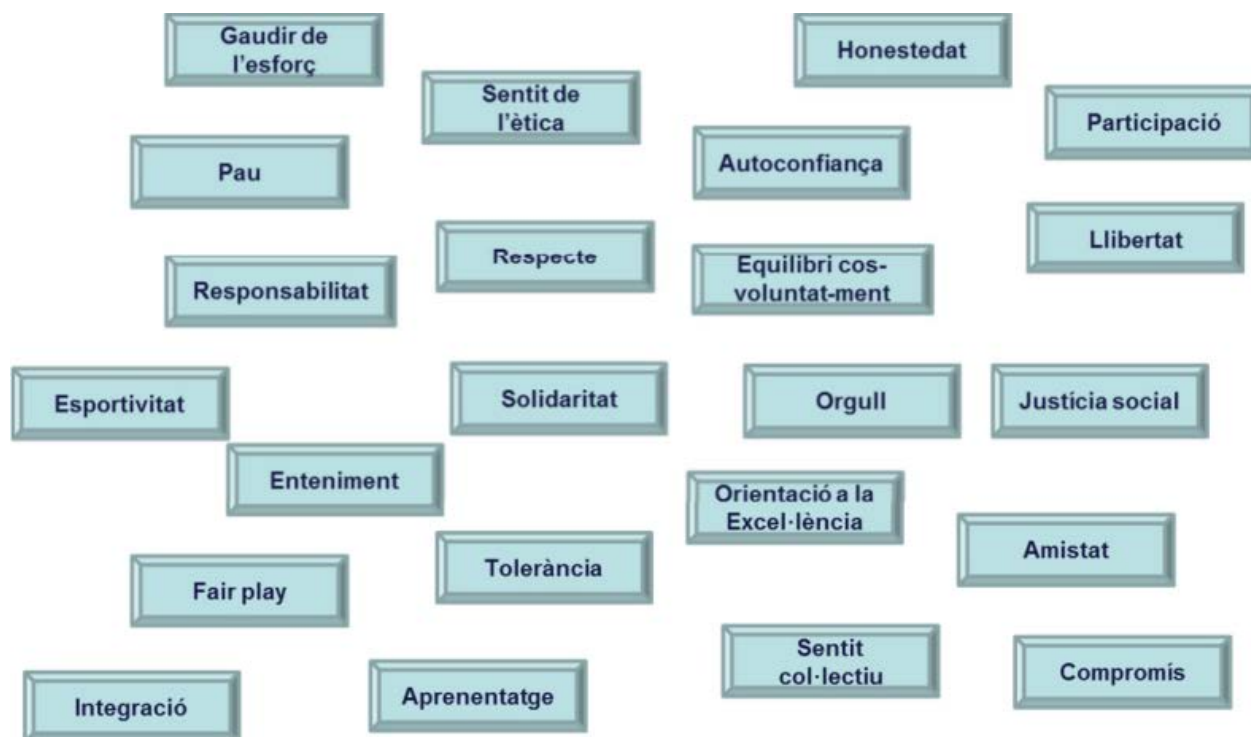 Gaudir de
l'esforç
Honestedat
Sentit de
l'ètica
Participació
Autoconfiança
Pau
Llibertat
Respecte
Equilibri cos-
voluntat-ment
Responsabilitat
Esportivitat
Solidaritat
Orgull
Justícia social
Enteniment
Orientació a la
Excel·lència
Amistat
Tolerància
Fair play
Sentit
col·lectiu
Compromís
Aprenentatge
Integració